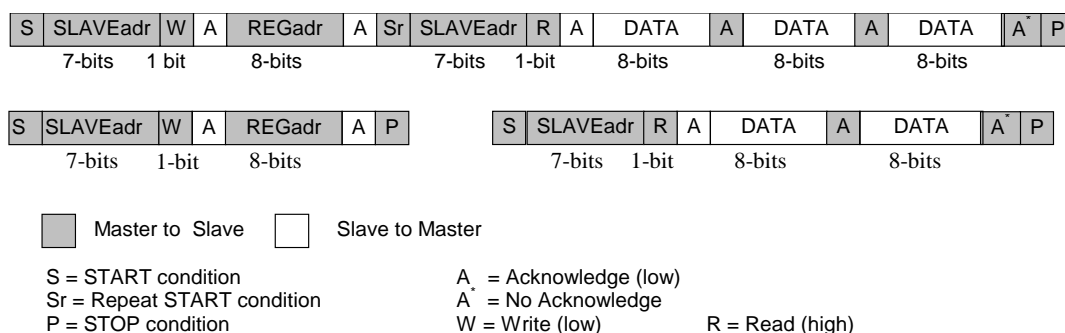 S SLAVEadr W A REGadr A Sr SLAVEadr R A DATA A DATA A DATA A* P
7-bits 1 bit 8-bits 7-bits 1-bit 8-bits 8-bits 8-bits
S SLAVEadr W A REGadr A P S SLAVEadr R A DATA A DATA A* P
7-bits 1-bit 8-bits 7-bits 1-bit 8-bits 8-bits
Master to Slave Slave to Master
S = START condition A = Acknowledge (low)
Sr = Repeat START condition A* = No Acknowledge
P = STOP condition W = Write (low) R = Read (high)